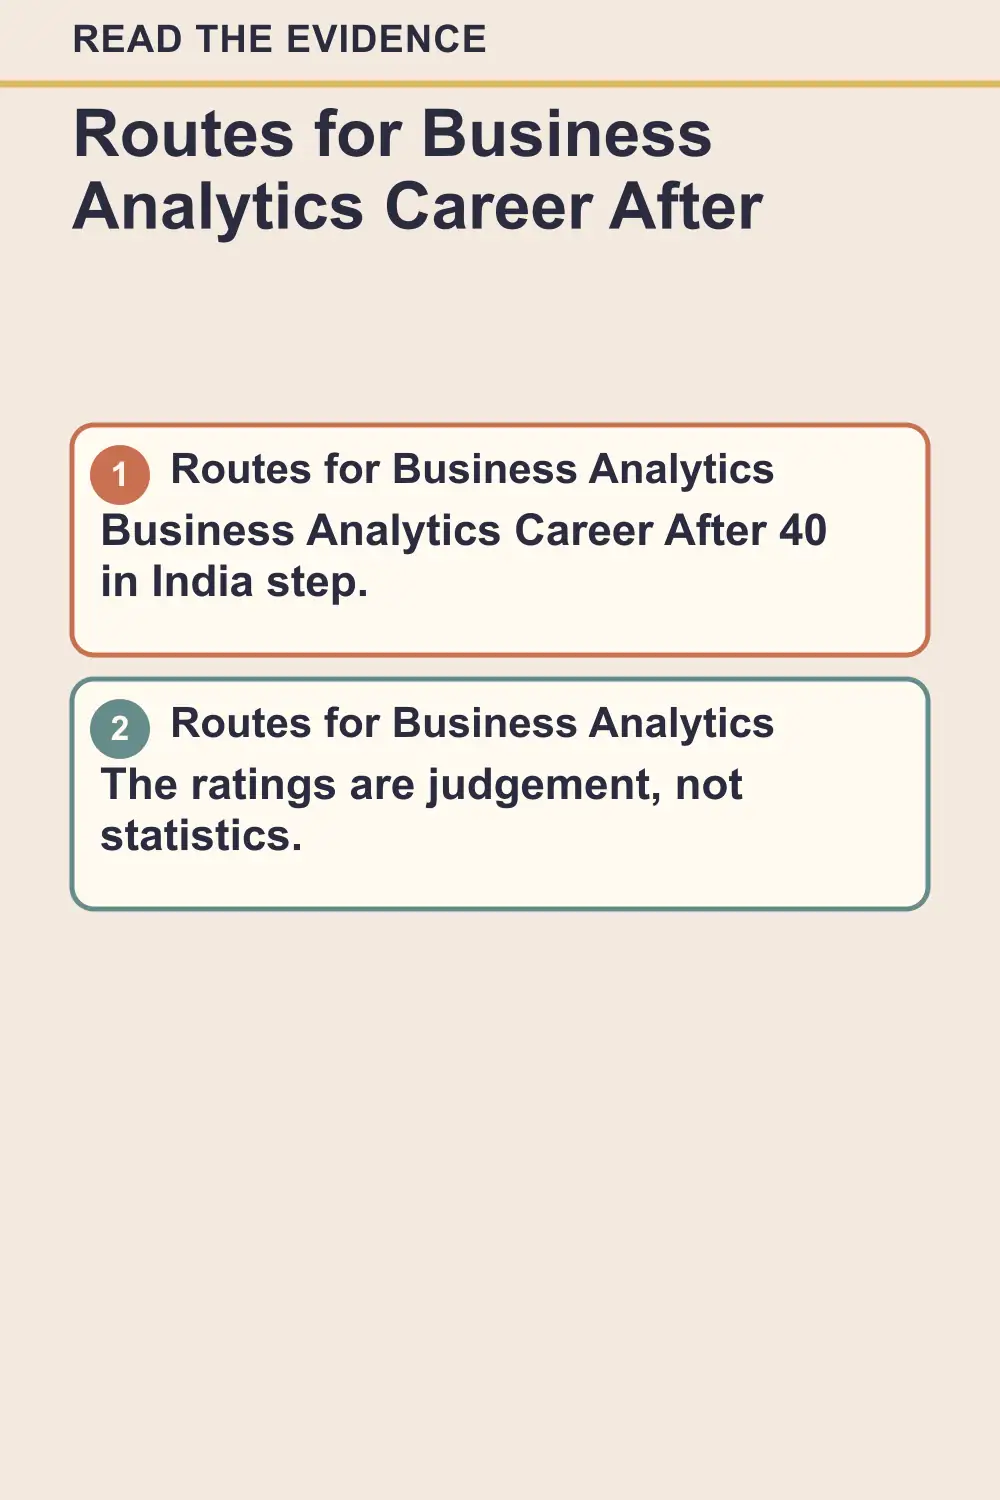 READ THE EVIDENCE
Routes for Business
Analytics Career After
1 Routes for Business Analytics
Business Analytics Career After 40
in India step.
2 Routes for Business Analytics
The ratings are judgement, not
statistics.